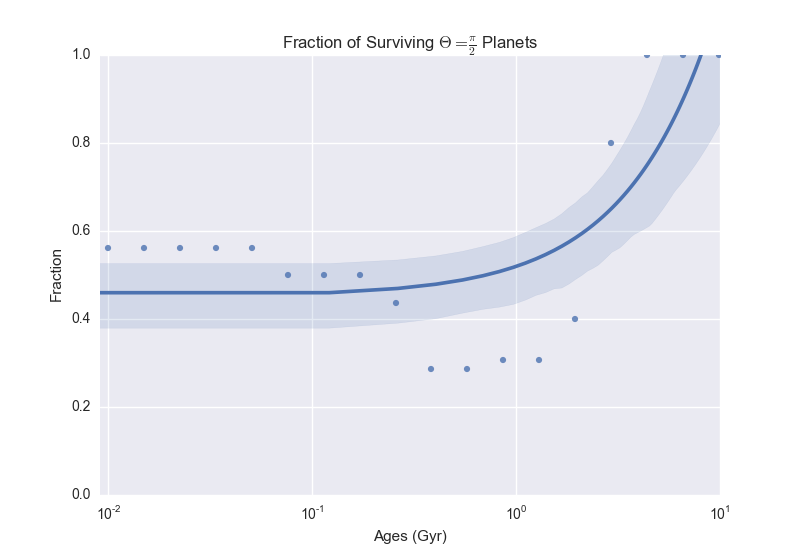 Fraction of Surviving Θ = π/2 Planets
1.0
0.8
0.6
0.4
0.2
0.0
Fraction
10⁻² 10⁻¹ 10⁰ 10¹
Ages (Gyr)